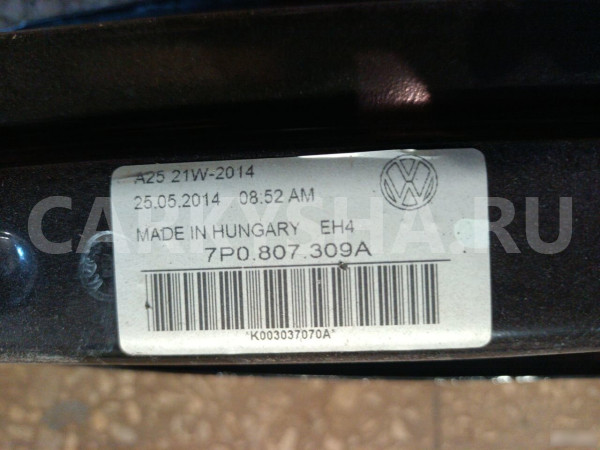 A25 21W-2014
25.05.2014 08:52 AM
MADE IN HUNGARY EH4
7P0.807.309A
*K003037070A*
CARKYSHA.RU